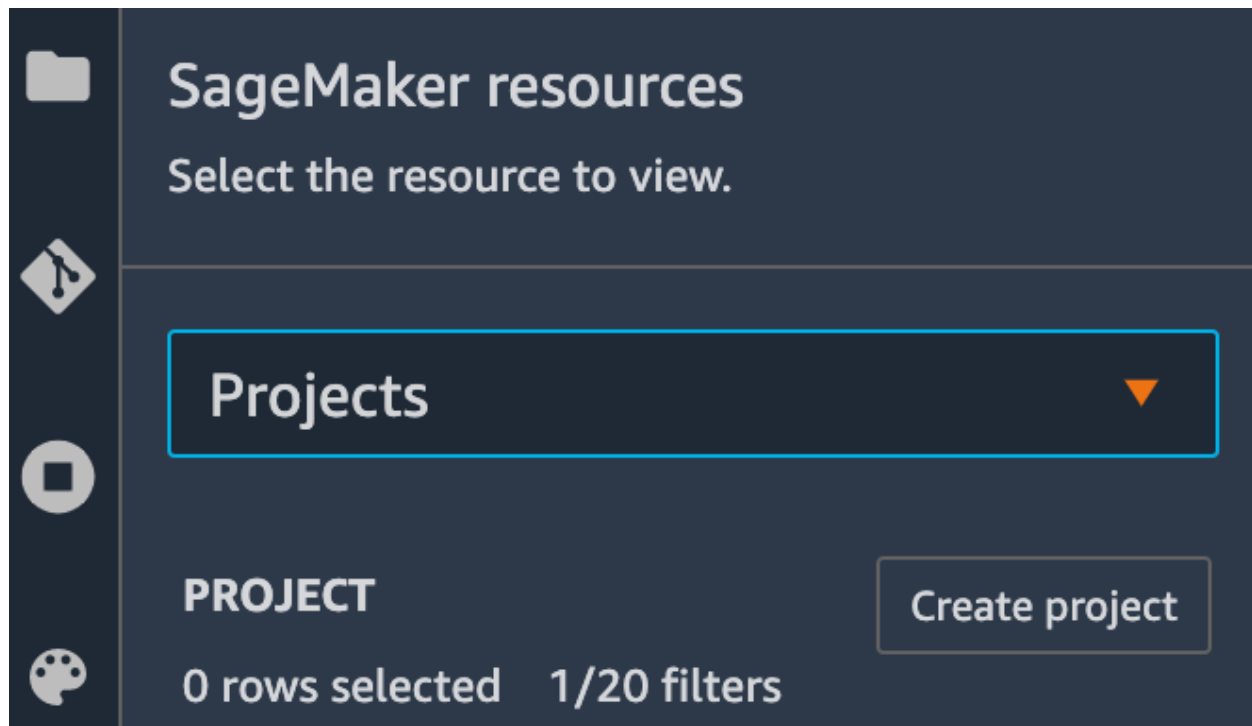 SageMaker resources
Select the resource to view.
Projects
PROJECT
Create project
0 rows selected 1/20 filters